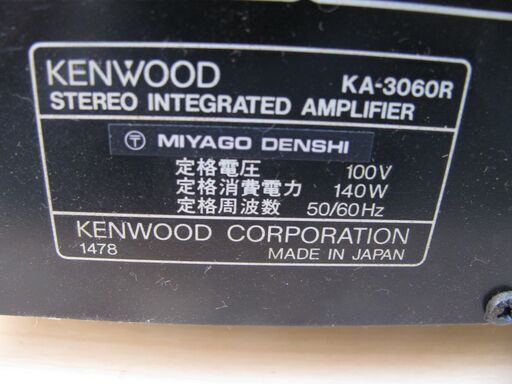 KENWOOD KA-3060R
STEREO INTEGRATED AMPLIFIER
〒 MIYAGO DENSHI
定格電圧 100V
定格消費電力 140W
定格周波数 50/60Hz
KENWOOD CORPORATION
1478 MADE IN JAPAN